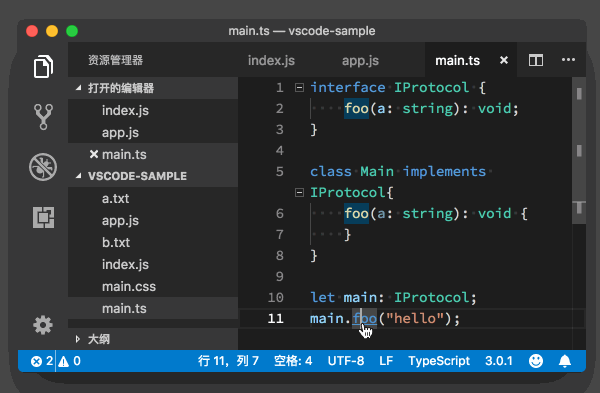 main.ts — vscode-sample
资源管理器
index.js
app.js
main.ts
打开的编辑器
index.js
app.js
main.ts
VSCODE-SAMPLE
a.txt
app.js
b.txt
index.js
main.css
main.ts
大纲
1 interface IProtocol {
2 foo(a: string): void;
3 }
4
5 class Main implements
IProtocol{
6 foo(a: string): void {
7 }
8 }
9
10 let main: IProtocol;
11 main.foo("hello");
2 0 行 11，列 7 空格: 4 UTF-8 LF TypeScript 3.0.1